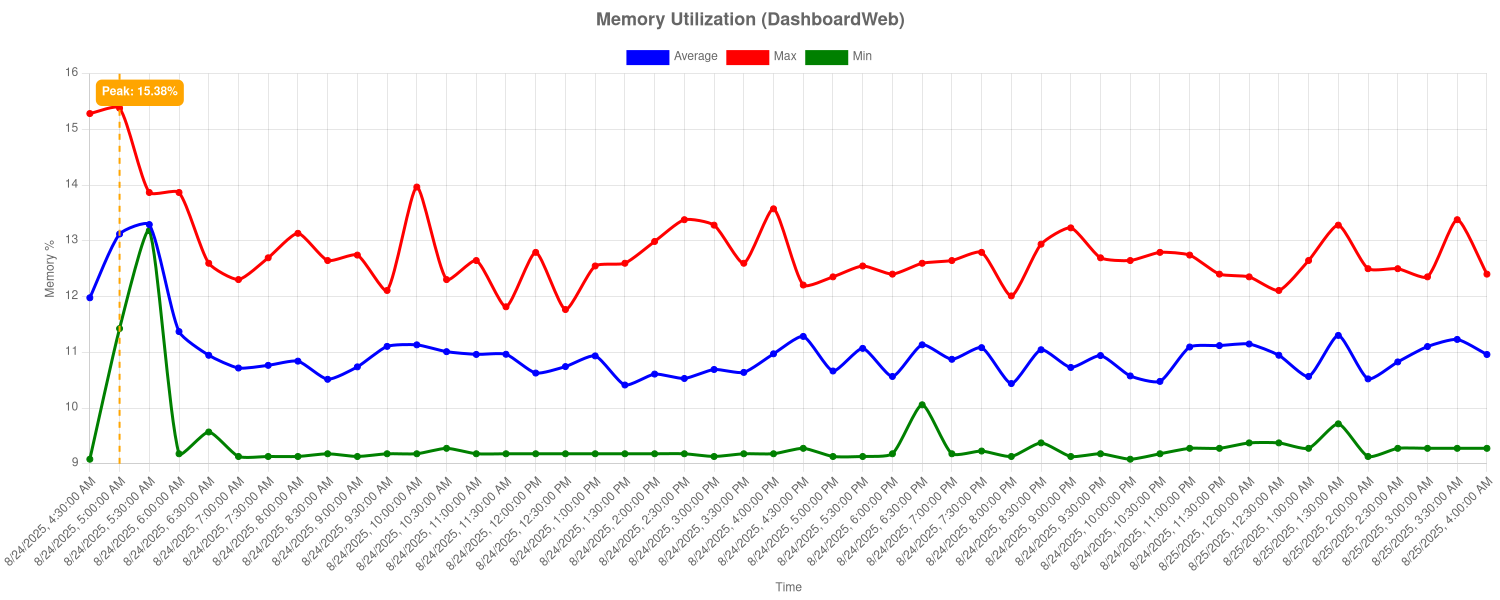 Memory Utilization (DashboardWeb)
Average Max Min
Peak: 15.38%
16
15
14
13
12
11
10
9
Memory %
8/24/2025, 4:30:00 AM
8/24/2025, 5:00:00 AM
8/24/2025, 5:30:00 AM
8/24/2025, 6:00:00 AM
8/24/2025, 6:30:00 AM
8/24/2025, 7:00:00 AM
8/24/2025, 7:30:00 AM
8/24/2025, 8:00:00 AM
8/24/2025, 8:30:00 AM
8/24/2025, 9:00:00 AM
8/24/2025, 9:30:00 AM
8/24/2025, 10:00:00 AM
8/24/2025, 10:30:00 AM
8/24/2025, 11:00:00 AM
8/24/2025, 11:30:00 AM
8/24/2025, 12:00:00 PM
8/24/2025, 12:30:00 PM
8/24/2025, 1:00:00 PM
8/24/2025, 1:30:00 PM
8/24/2025, 2:00:00 PM
8/24/2025, 2:30:00 PM
8/24/2025, 3:00:00 PM
8/24/2025, 3:30:00 PM
8/24/2025, 4:00:00 PM
8/24/2025, 4:30:00 PM
8/24/2025, 5:00:00 PM
8/24/2025, 5:30:00 PM
8/24/2025, 6:00:00 PM
8/24/2025, 6:30:00 PM
8/24/2025, 7:00:00 PM
8/24/2025, 7:30:00 PM
8/24/2025, 8:00:00 PM
8/24/2025, 8:30:00 PM
8/24/2025, 9:00:00 PM
8/24/2025, 9:30:00 PM
8/24/2025, 10:00:00 PM
8/24/2025, 10:30:00 PM
8/24/2025, 11:00:00 PM
8/24/2025, 11:30:00 PM
8/25/2025, 12:00:00 AM
8/25/2025, 12:30:00 AM
8/25/2025, 1:00:00 AM
8/25/2025, 1:30:00 AM
8/25/2025, 2:00:00 AM
8/25/2025, 2:30:00 AM
8/25/2025, 3:00:00 AM
8/25/2025, 3:30:00 AM
8/25/2025, 4:00:00 AM
Time